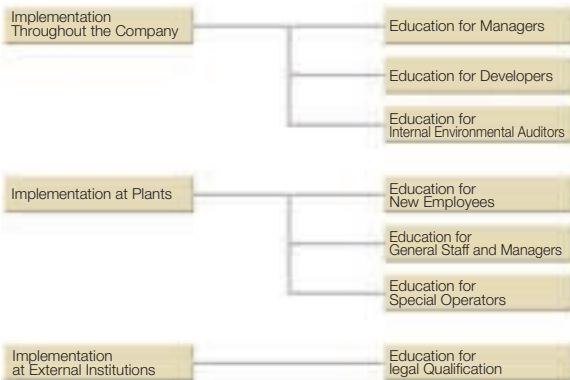 Implementation
Throughout the Company
Education for Managers
Education for Developers
Education for
Internal Environmental Auditors
Implementation at Plants
Education for
New Employees
Education for
General Staff and Managers
Education for
Special Operators
Implementation
at External Institutions
Education for
legal Qualification